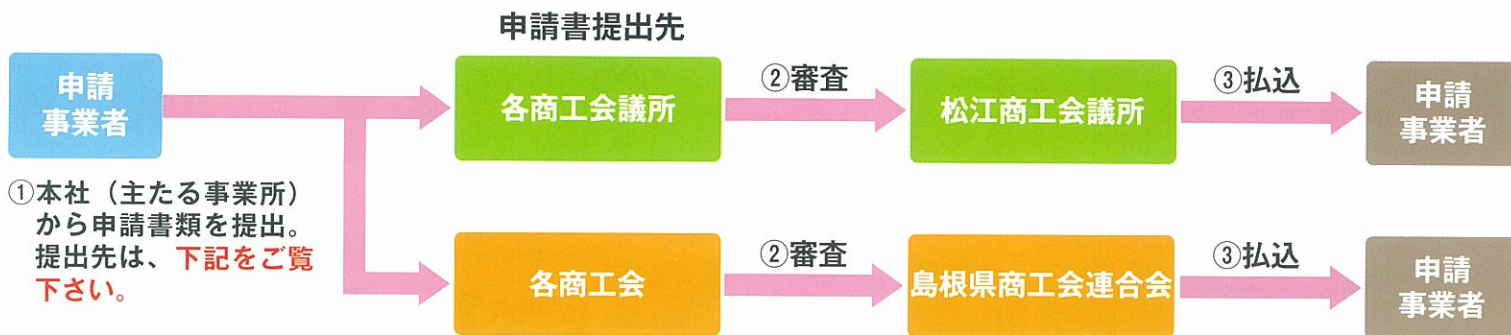 申請書提出先
申請
事業者
各商工会議所
②審査
松江商工会議所
③払込
申請
事業者
①本社（主たる事業所）
から申請書類を提出。
提出先は、下記をご覧
下さい。
各商工会
②審査
島根県商工会連合会
③払込
申請
事業者